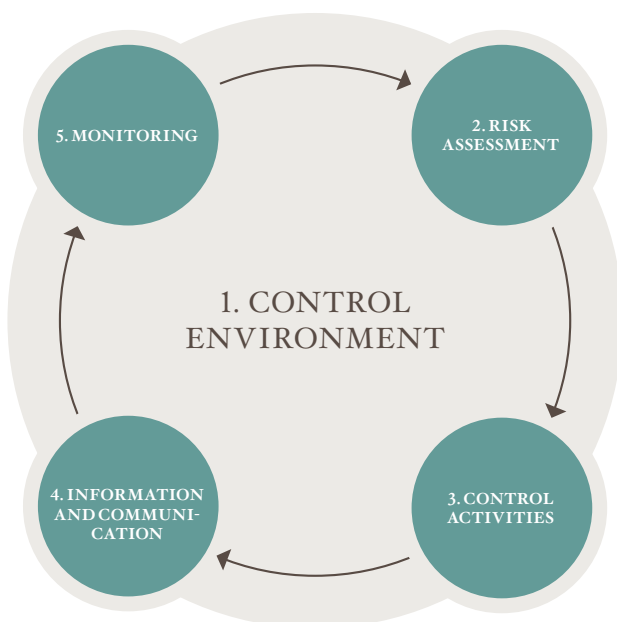 5. MONITORING
2. RISK
ASSESSMENT
1. CONTROL
ENVIRONMENT
4. INFORMATION
AND COMMUNI-
CATION
3. CONTROL
ACTIVITIES